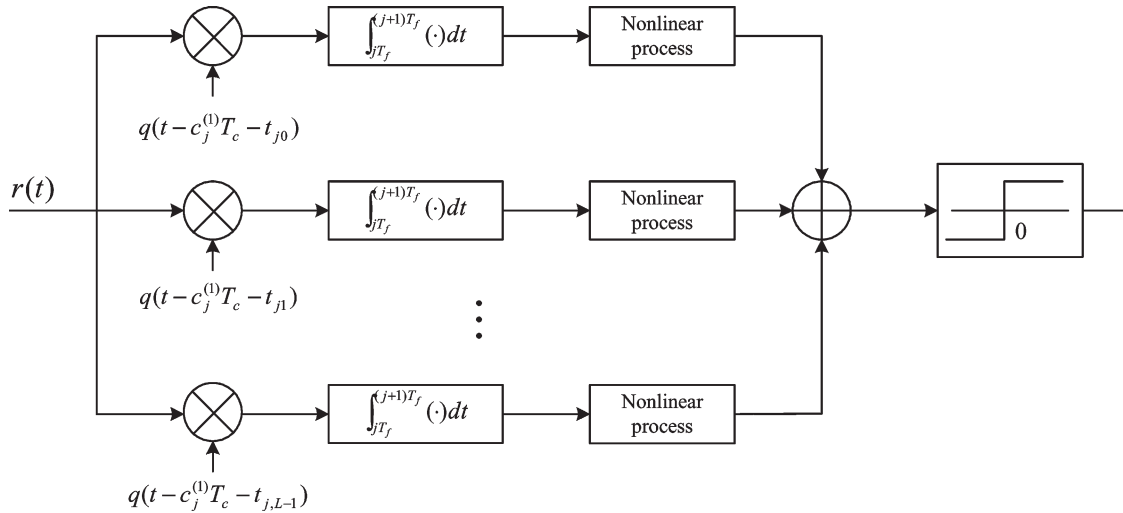 ∫_{jT_f}^{(j+1)T_f} (·)dt
Nonlinear
process
q(t − c_j^{(1)}T_c − t_{j0})
r(t)
∫_{jT_f}^{(j+1)T_f} (·)dt
Nonlinear
process
0
q(t − c_j^{(1)}T_c − t_{j1})
∫_{jT_f}^{(j+1)T_f} (·)dt
Nonlinear
process
q(t − c_j^{(1)}T_c − t_{j,L−1})